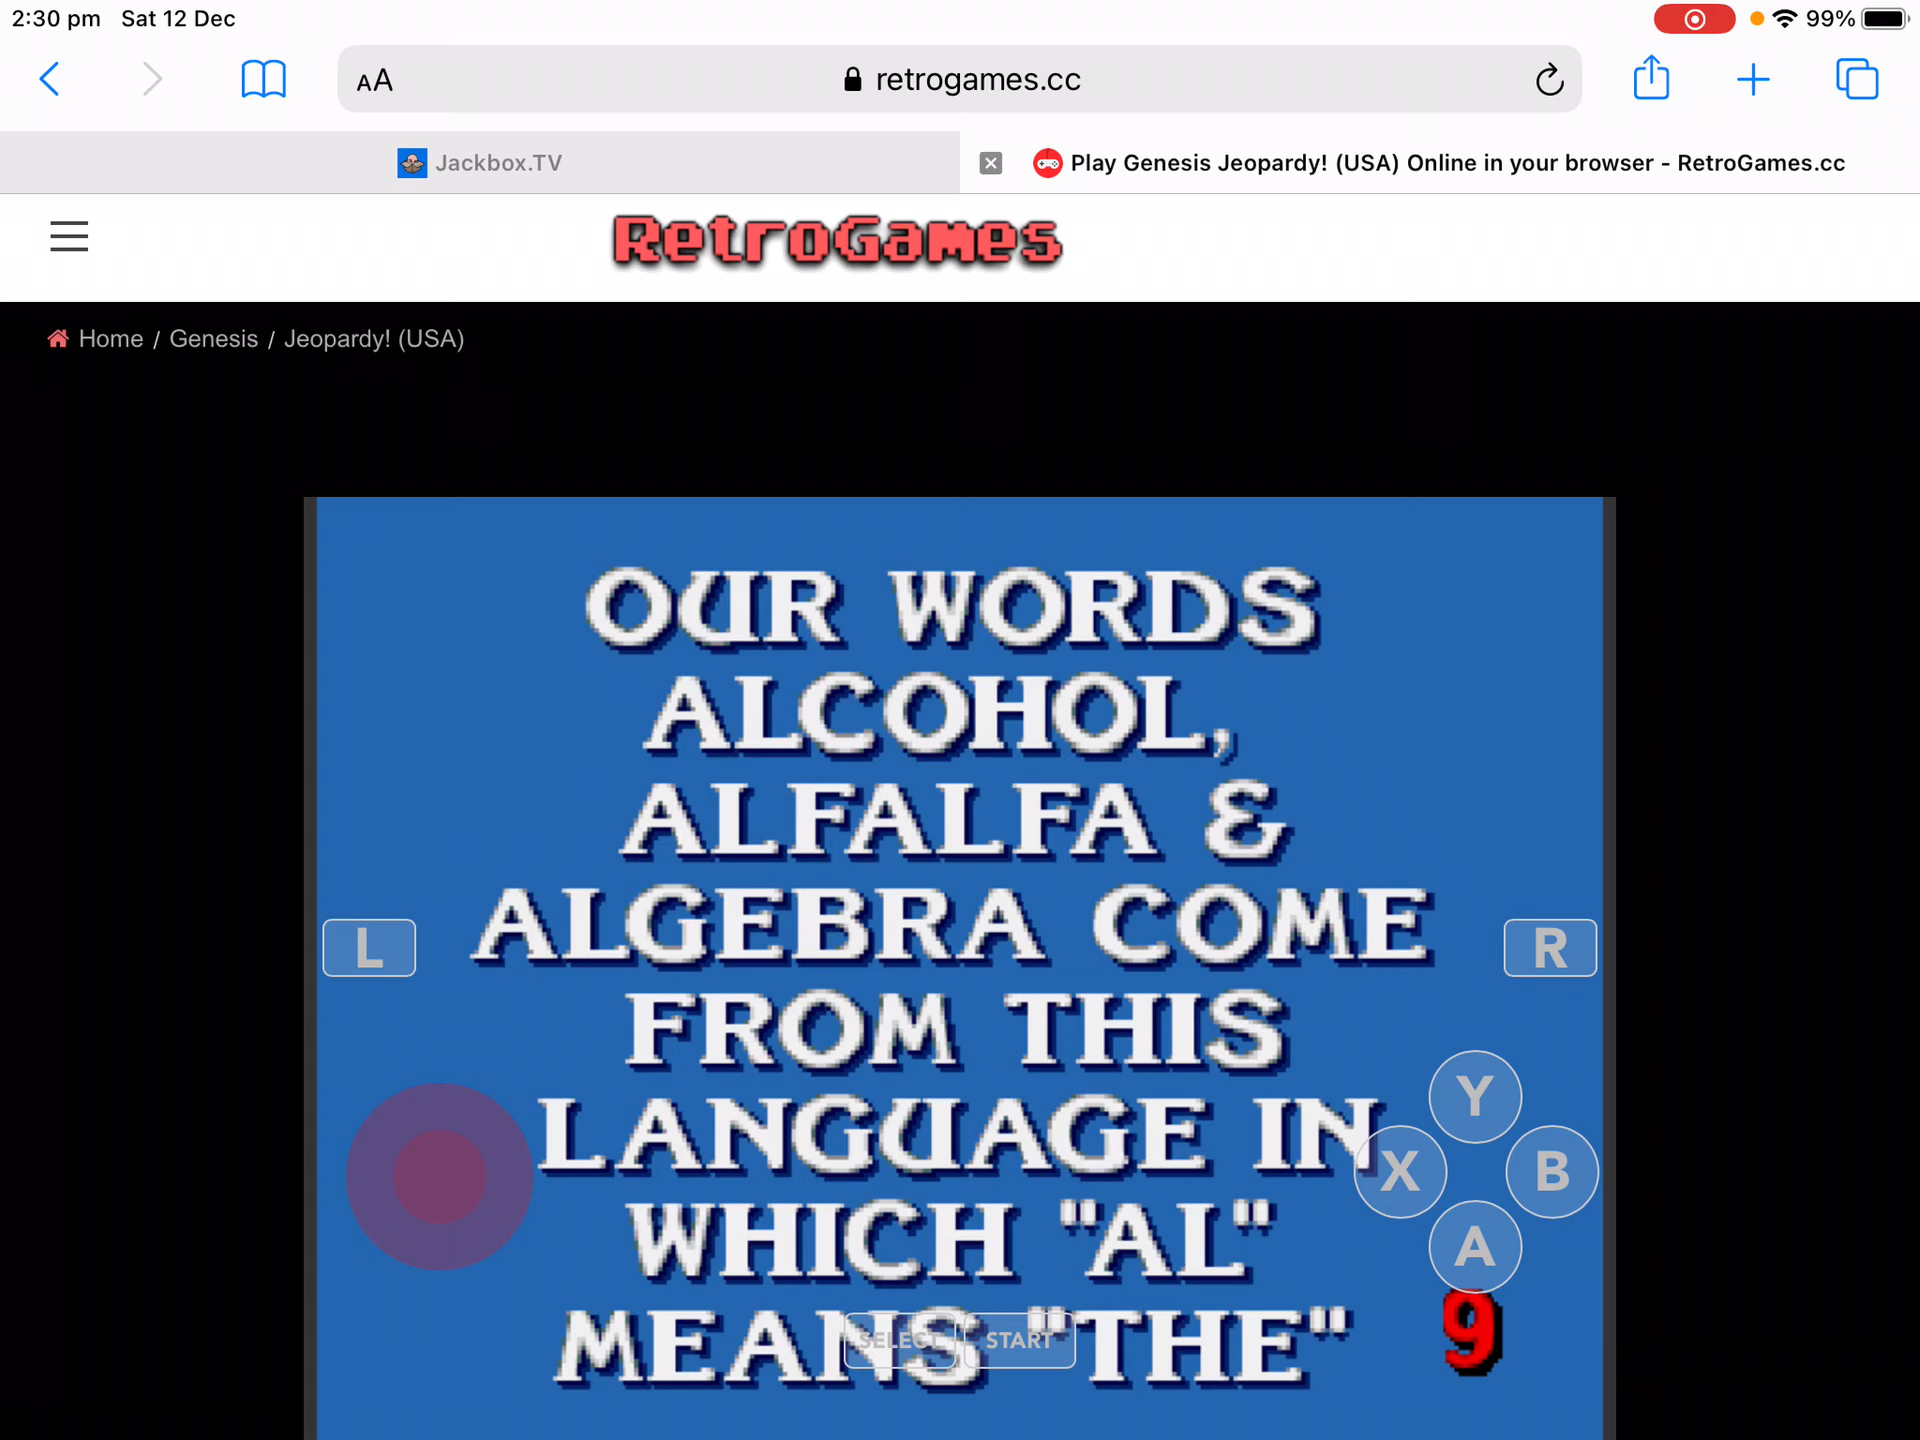 2:30 pm Sat 12 Dec 99%
AA retrogames.cc
Jackbox.TV Play Genesis Jeopardy! (USA) Online in your browser - RetroGames.cc
RetroGames
Home / Genesis / Jeopardy! (USA)
OUR WORDS
ALCOHOL,
ALFALFA &
ALGEBRA COME
L R
FROM THIS
Y
LANGUAGE IN
X B
WHICH "AL"
A
MEANS "THE" 9
SELECT START